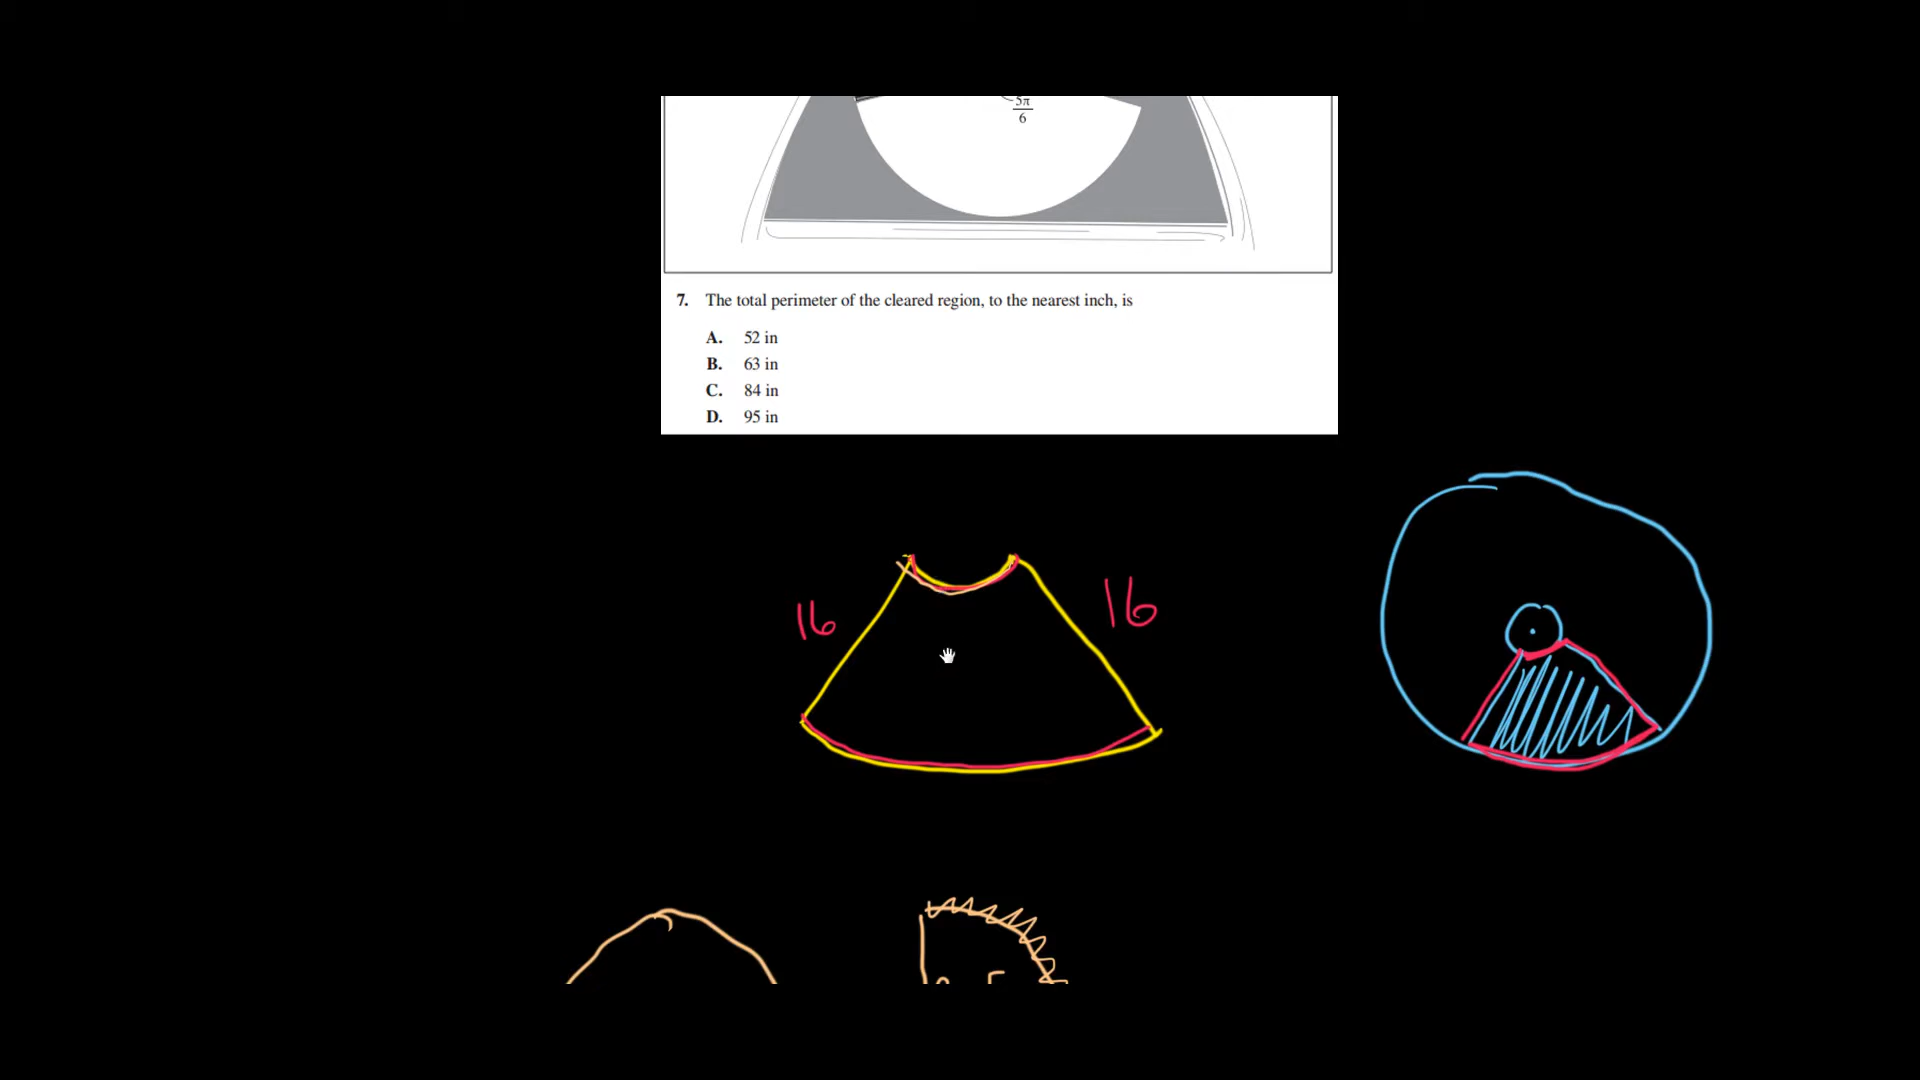 5π
6
7. The total perimeter of the cleared region, to the nearest inch, is
A. 52 in
B. 63 in
C. 84 in
D. 95 in
16
16